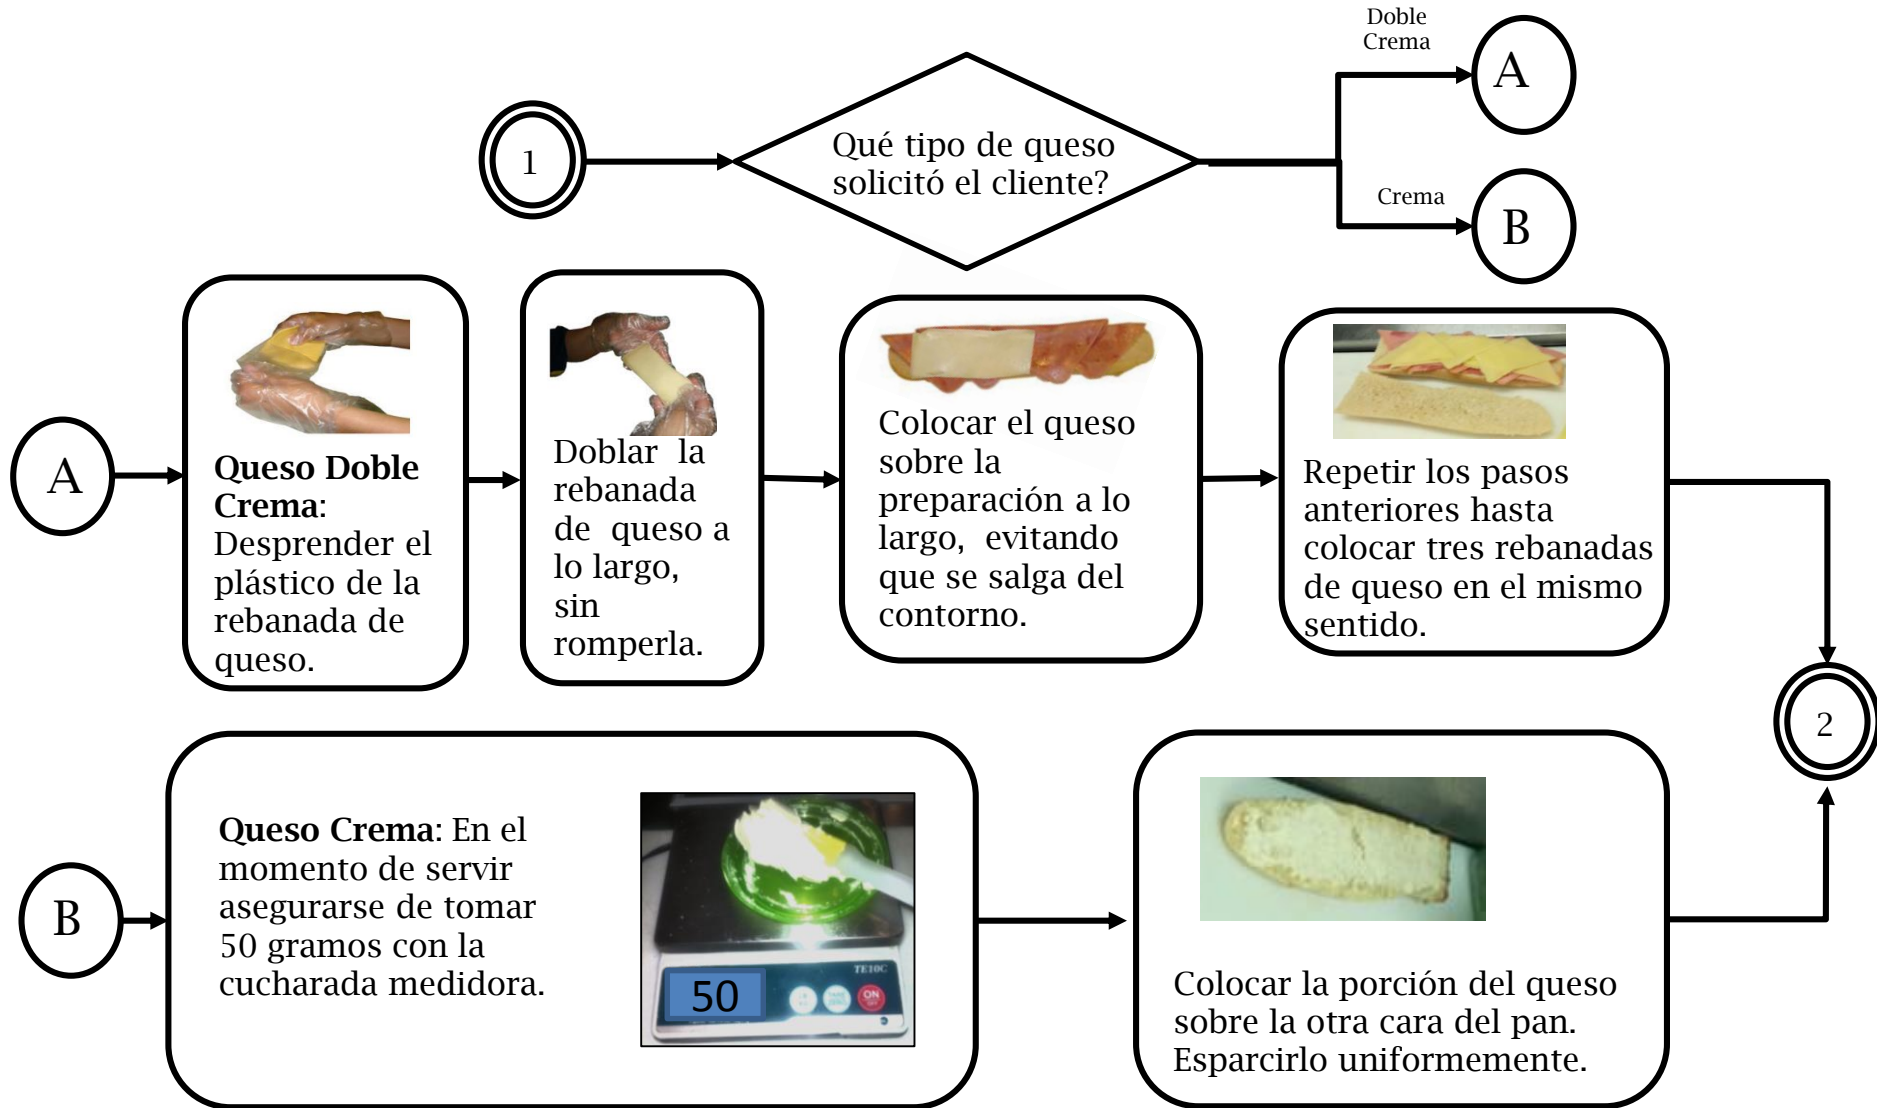 Doble
Crema
A
1
Qué tipo de queso
solicitó el cliente?
Crema
B
A
Queso Doble
Crema:
Desprender el
plástico de la
rebanada de
queso.
Doblar la
rebanada
de queso a
lo largo,
sin
romperla.
Colocar el queso
sobre la
preparación a lo
largo, evitando
que se salga del
contorno.
Repetir los pasos
anteriores hasta
colocar tres rebanadas
de queso en el mismo
sentido.
2
B
Queso Crema: En el
momento de servir
asegurarse de tomar
50 gramos con la
cucharada medidora.
TE10C
50
ON
Colocar la porción del queso
sobre la otra cara del pan.
Esparcirlo uniformemente.